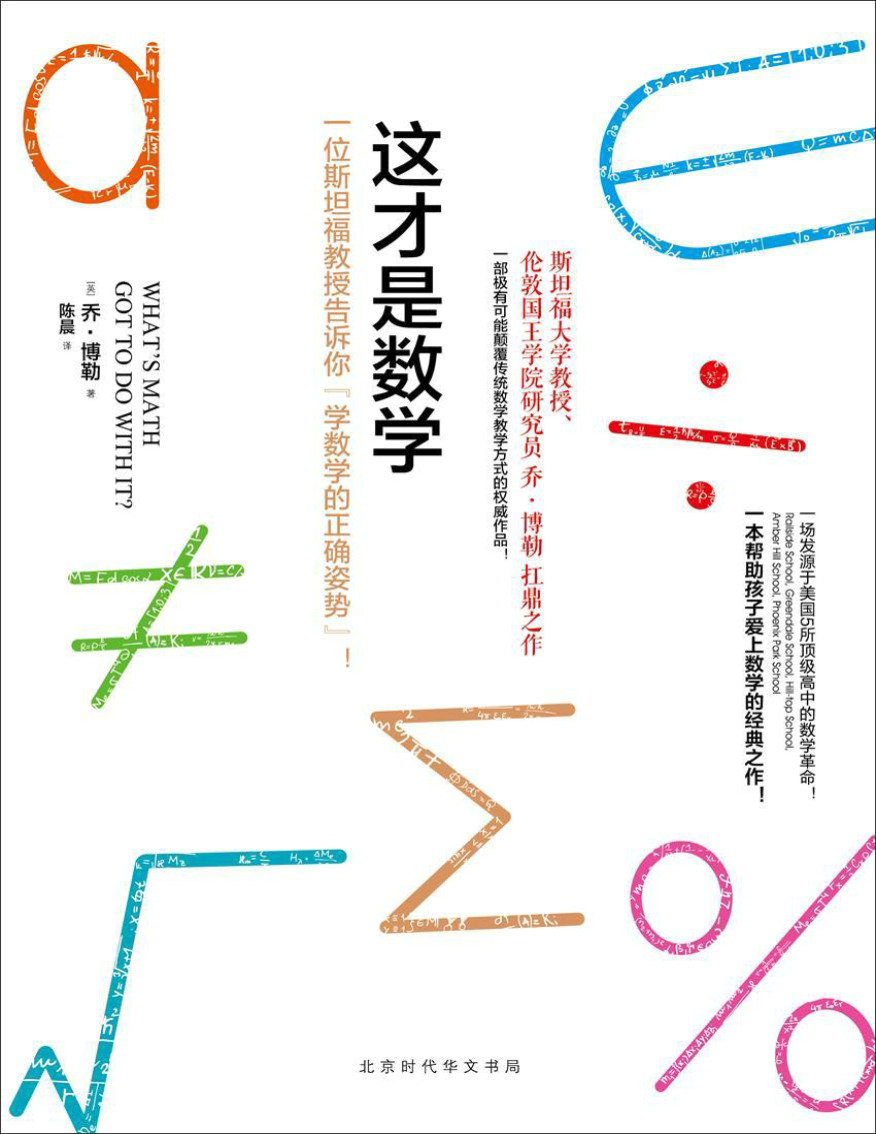 这才是数学
一位斯坦福教授告诉你『学数学的正确姿势』！
斯坦福大学教授、
伦敦国王学院研究员 乔·博勒 扛鼎之作
一部极有可能颠覆传统数学教学方式的权威作品！
WHAT'S MATH
GOT TO DO WITH IT?
[英] 乔·博勒 著
陈晨 译
一场发源于美国5所顶级高中的数学革命！
Railside School, Greendale School, Hill-top School,
Amber Hill School, Phoenix Park School
一本帮助孩子爱上数学的经典之作！
北京时代华文书局